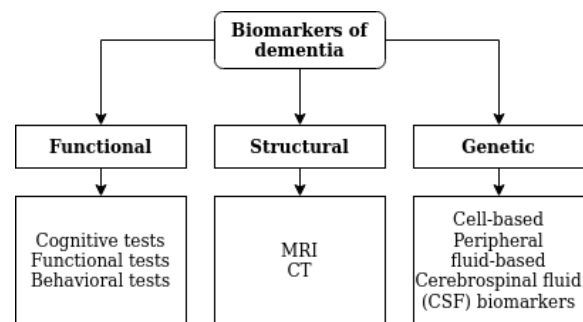 Biomarkers of
dementia
Functional
Structural
Genetic
Cognitive tests
Functional tests
Behavioral tests
MRI
CT
Cell-based
Peripheral
fluid-based
Cerebrospinal fluid
(CSF) biomarkers